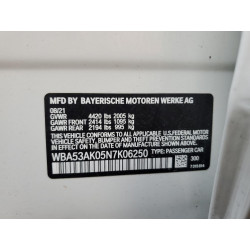 MFD BY BAYERISCHE MOTOREN WERKE AG
08/21
GVWR 4420 lbs 2005 kg
GAWR FRONT 2414 lbs 1095 kg
GAWR REAR 2194 lbs 995 kg
THIS VEHICLE CONFORMS TO ALL APPLICABLE
U.S. FEDERAL MOTOR VEHICLE SAFETY,
BUMPER, AND THEFT PREVENTION STANDARDS
IN EFFECT ON THE DATE OF
MANUFACTURE SHOWN ABOVE.
WBA53AK05N7K06250 PASSENGER CAR
300